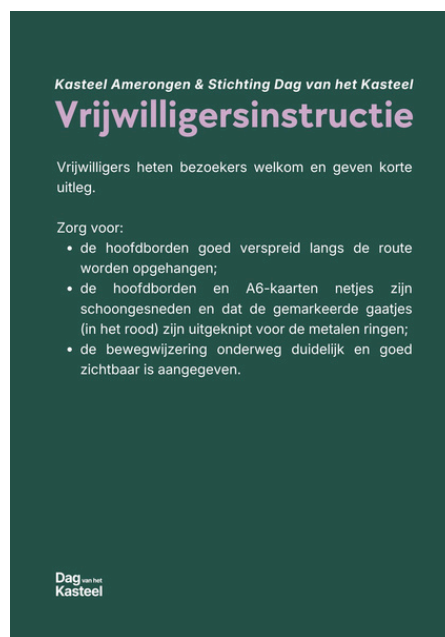 Kasteel Amerongen & Stichting Dag van het Kasteel
Vrijwilligersinstructie
Vrijwilligers heten bezoekers welkom en geven korte
uitleg.
Zorg voor:
• de hoofdborden goed verspreid langs de route
worden opgehangen;
• de hoofdborden en A6-kaarten netjes zijn
schoongesneden en dat de gemarkeerde gaatjes
(in het rood) zijn uitgeknipt voor de metalen ringen;
• de bewegwijzering onderweg duidelijk en goed
zichtbaar is aangegeven.
Dag van het
Kasteel